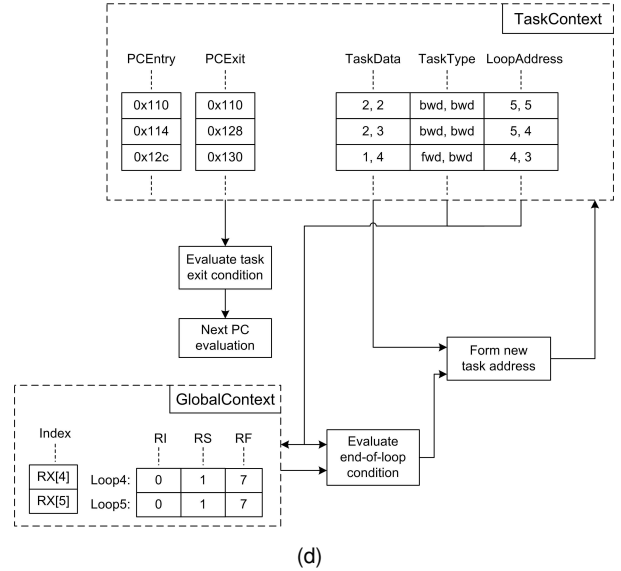 TaskContext
PCEntry PCExit TaskData TaskType LoopAddress
0x110 0x110 2, 2 bwd, bwd 5, 5
0x114 0x128 2, 3 bwd, bwd 5, 4
0x12c 0x130 1, 4 fwd, bwd 4, 3
Evaluate task
exit condition
Next PC
evaluation
Form new
task address
GlobalContext
Index RI RS RF
RX[4] Loop4: 0 1 7
RX[5] Loop5: 0 1 7
Evaluate
end-of-loop
condition
(d)